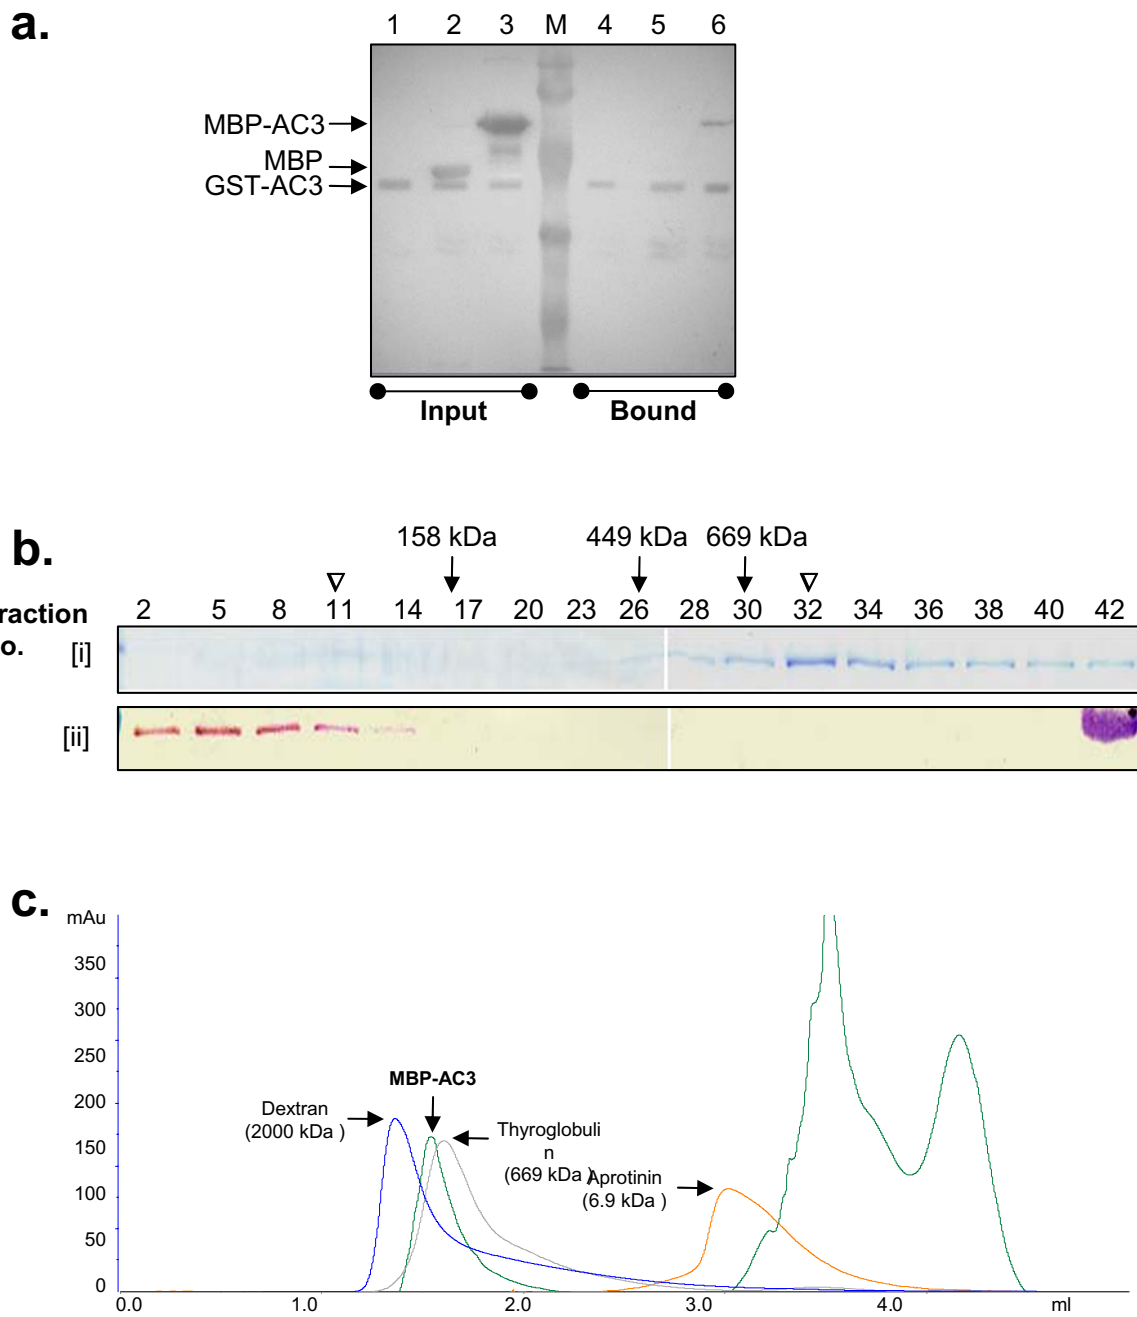 a.
1 2 3 M 4 5 6
MBP-AC3
MBP
GST-AC3
Input Bound
b.
158 kDa 449 kDa 669 kDa
raction 2 5 8 11 14 17 20 23 26 28 30 32 34 36 38 40 42
o. [i]
[ii]
c.
mAu
350
300
250
200
150
100
50
0
MBP-AC3
Dextran
(2000 kDa )
Thyroglobuli
n
(669 kDa )
Aprotinin
(6.9 kDa )
0.0 1.0 2.0 3.0 4.0 ml